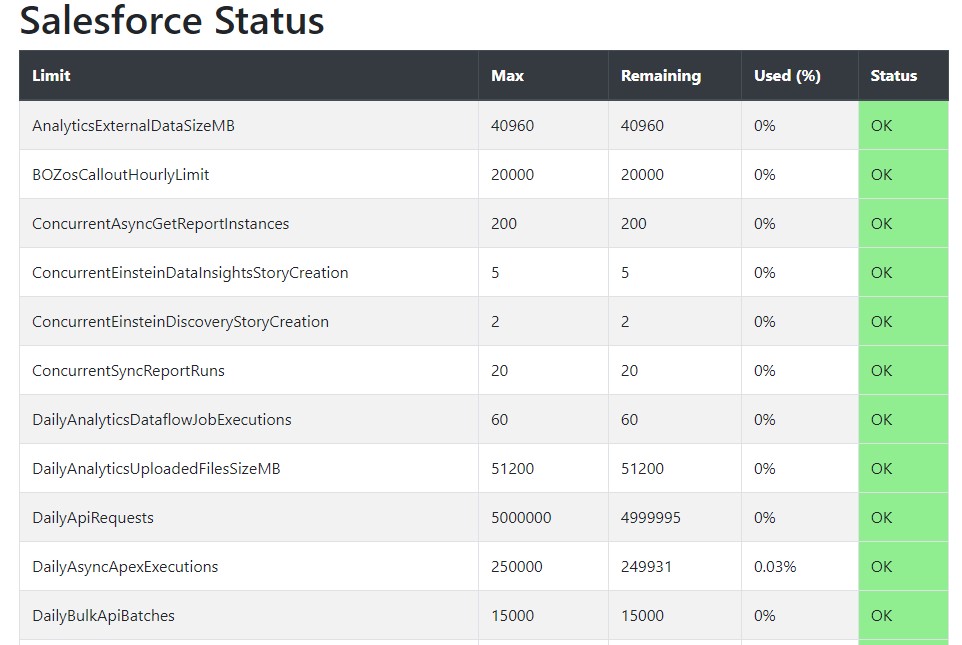 Salesforce Status
Limit Max Remaining Used (%) Status
AnalyticsExternalDataSizeMB 40960 40960 0% OK
BOZosCalloutHourlyLimit 20000 20000 0% OK
ConcurrentAsyncGetReportInstances 200 200 0% OK
ConcurrentEinsteinDataInsightsStoryCreation 5 5 0% OK
ConcurrentEinsteinDiscoveryStoryCreation 2 2 0% OK
ConcurrentSyncReportRuns 20 20 0% OK
DailyAnalyticsDataflowJobExecutions 60 60 0% OK
DailyAnalyticsUploadedFilesSizeMB 51200 51200 0% OK
DailyApiRequests 5000000 4999995 0% OK
DailyAsyncApexExecutions 250000 249931 0.03% OK
DailyBulkApiBatches 15000 15000 0% OK